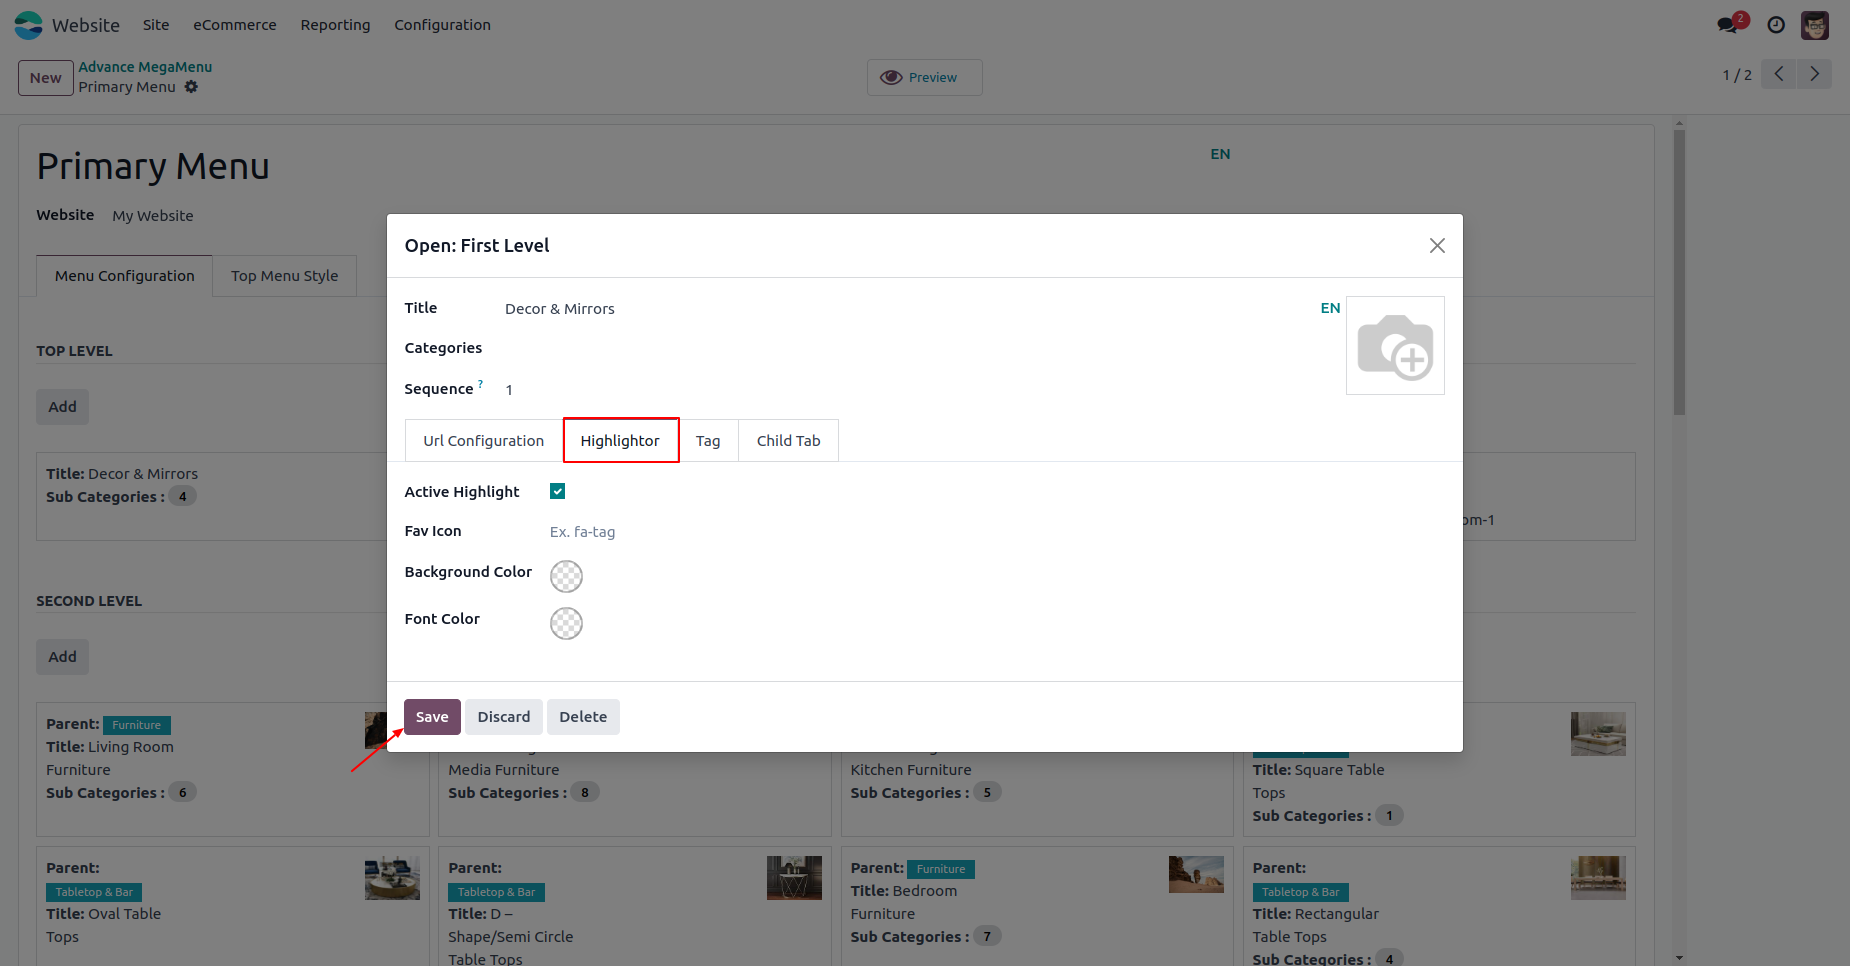 Website Site eCommerce Reporting Configuration 2
New Advance MegaMenu
Primary Menu
Preview
1 / 2
Primary Menu
EN
Website My Website
Menu Configuration Top Menu Style
TOP LEVEL
Add
Title: Decor & Mirrors
Sub Categories : 4
om-1
SECOND LEVEL
Add
Open: First Level
Title Decor & Mirrors EN
Categories
Sequence ? 1
Url Configuration Highlightor Tag Child Tab
Active Highlight
Fav Icon Ex. fa-tag
Background Color
Font Color
Save Discard Delete
Parent: Furniture
Title: Living Room
Furniture
Sub Categories : 6
Media Furniture
Sub Categories : 8
Kitchen Furniture
Sub Categories : 5
Title: Square Table
Tops
Sub Categories : 1
Parent:
Tabletop & Bar
Title: Oval Table
Tops
Parent:
Tabletop & Bar
Title: D –
Shape/Semi Circle
Table Tops
Parent: Furniture
Title: Bedroom
Furniture
Sub Categories : 7
Parent:
Tabletop & Bar
Title: Rectangular
Table Tops
Sub Categories : 4